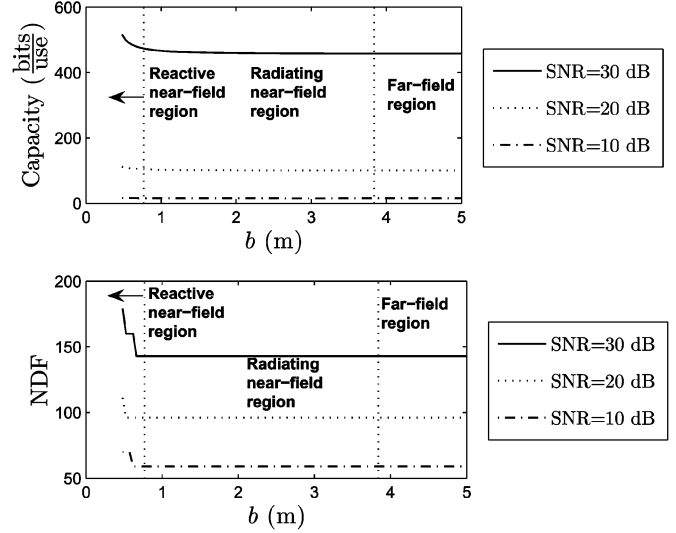 600
400
200
0
Capacity (bits/use)
Reactive
near-field
region
Radiating
near-field
region
Far-field
region
0 1 2 3 4 5
b (m)
SNR=30 dB
SNR=20 dB
SNR=10 dB
200
150
100
50
NDF
Reactive
near-field
region
Radiating
near-field
region
Far-field
region
0 1 2 3 4 5
b (m)
SNR=30 dB
SNR=20 dB
SNR=10 dB